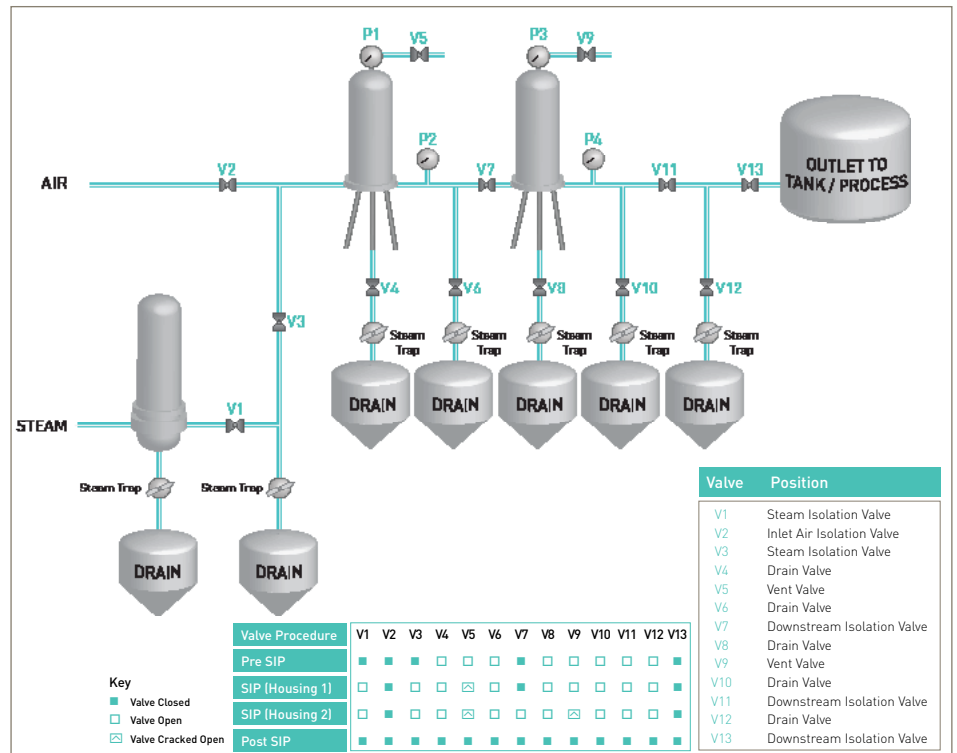 P1
V5
P3
V9
P2
P4
V2
V7
V11
V13
AIR
OUTLET TO
TANK / PROCESS
V4
V6
V8
V10
V12
V3
Steam
Trap
Steam
Trap
Steam
Trap
Steam
Trap
Steam
Trap
DRAIN
DRAIN
DRAIN
DRAIN
DRAIN
V1
STEAM
Steam Trap
Steam Trap
DRAIN
DRAIN
Valve Position
V1 Steam Isolation Valve
V2 Inlet Air Isolation Valve
V3 Steam Isolation Valve
V4 Drain Valve
V5 Vent Valve
V6 Drain Valve
V7 Downstream Isolation Valve
V8 Drain Valve
V9 Vent Valve
V10 Drain Valve
V11 Downstream Isolation Valve
V12 Drain Valve
V13 Downstream Isolation Valve
Valve Procedure V1 V2 V3 V4 V5 V6 V7 V8 V9 V10 V11 V12 V13
Pre SIP
SIP (Housing 1)
SIP (Housing 2)
Post SIP
Key
Valve Closed
Valve Open
Valve Cracked Open